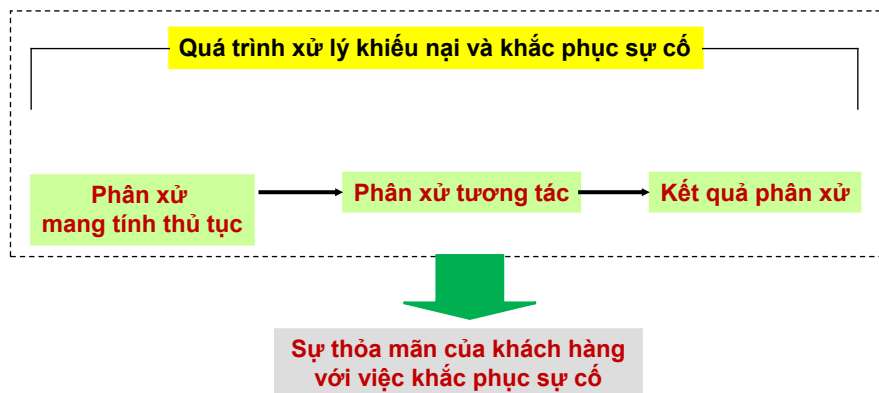 Quá trình xử lý khiếu nại và khắc phục sự cố
Phân xử
mang tính thủ tục
Phân xử tương tác
Kết quả phân xử
Sự thỏa mãn của khách hàng
với việc khắc phục sự cố